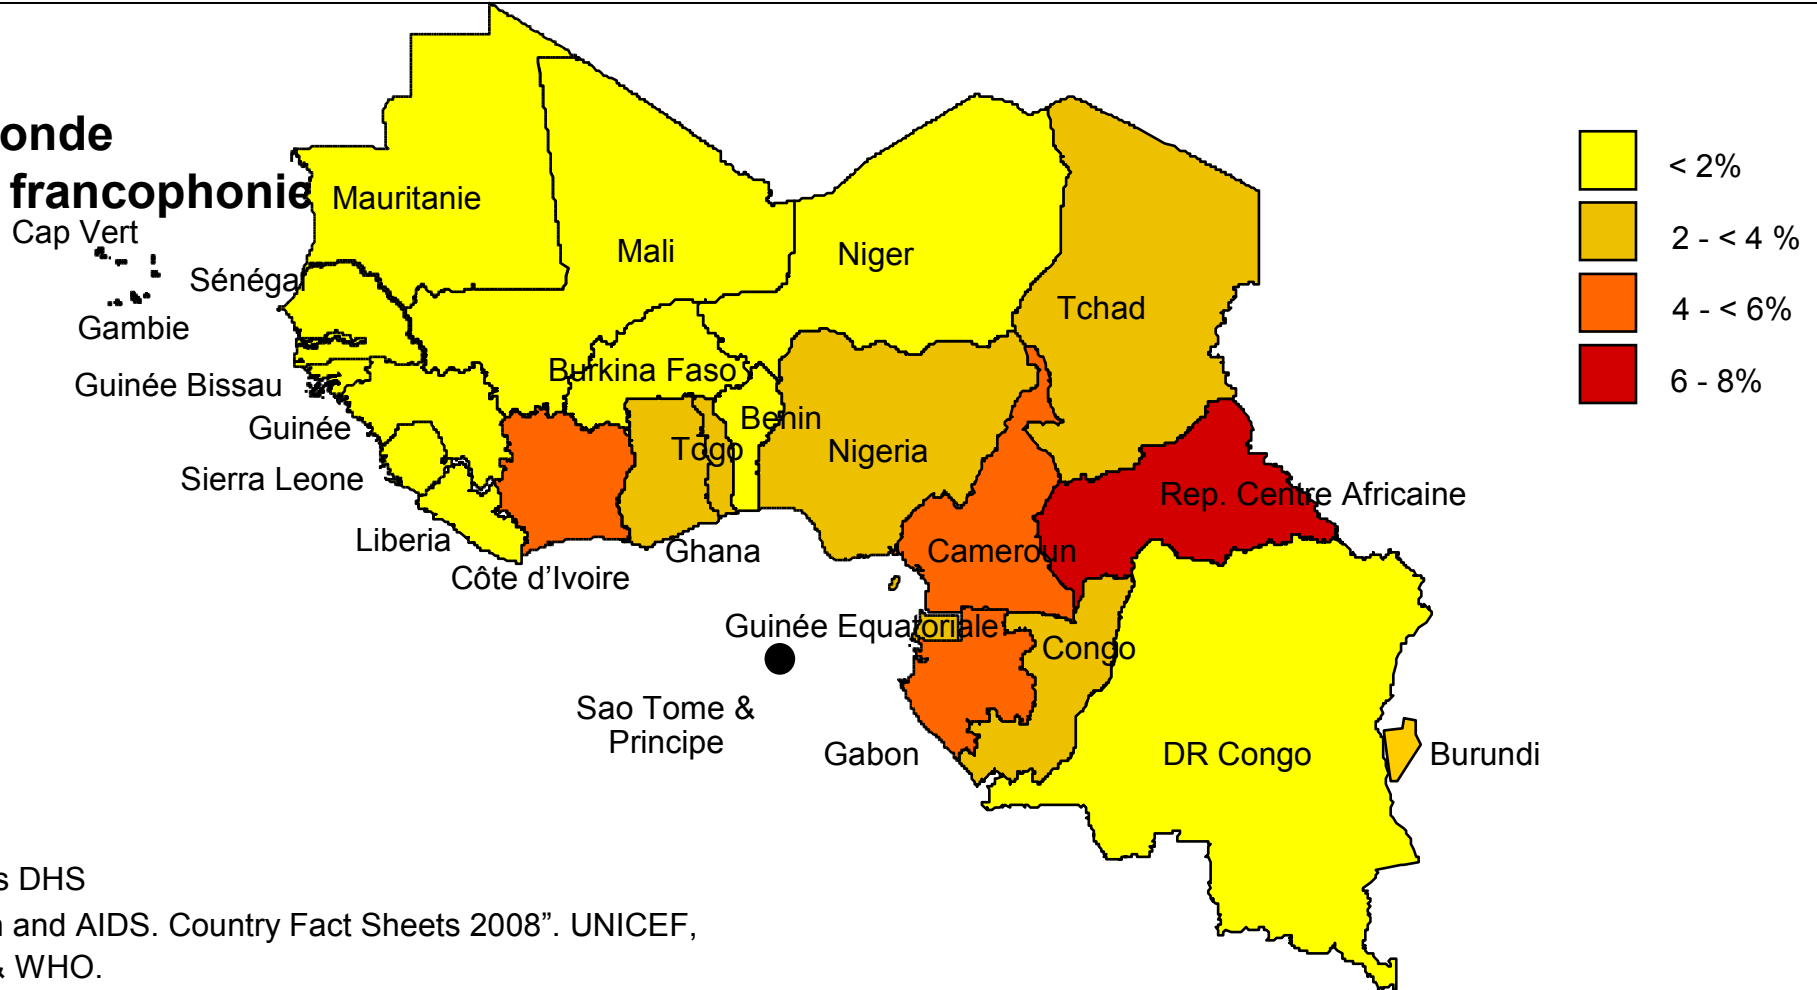 onde
francophonie
Cap Vert
Mauritanie
Mali
Niger
Tchad
Sénégal
Gambie
Guinée Bissau
Guinée
Sierra Leone
Liberia
Côte d’Ivoire
Burkina Faso
Benin
Togo
Ghana
Nigeria
Cameroun
Rep. Centre Africaine
Guinée Equatoriale
Congo
Sao Tome &
Principe
Gabon
DR Congo
Burundi
< 2%
2 - < 4 %
4 - < 6%
6 - 8%
s DHS
and AIDS. Country Fact Sheets 2008”. UNICEF,
& WHO.